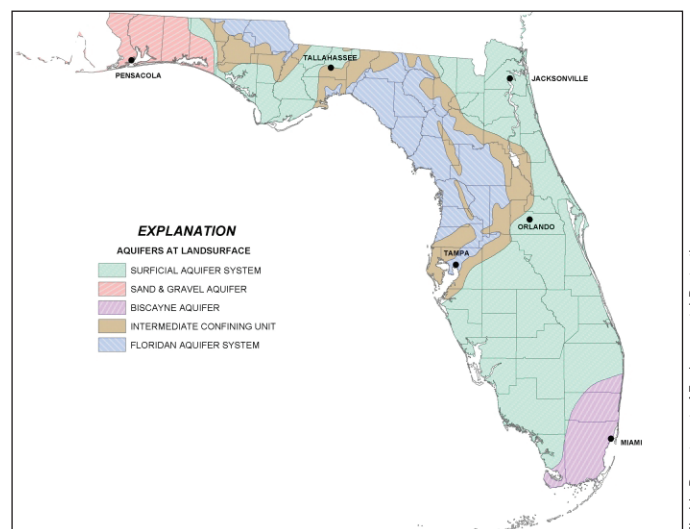 TALLAHASSEE
PENSACOLA
JACKSONVILLE
ORLANDO
TAMPA
MIAMI
EXPLANATION
AQUIFERS AT LANDSURFACE
SURFICIAL AQUIFER SYSTEM
SAND & GRAVEL AQUIFER
BISCAYNE AQUIFER
INTERMEDIATE CONFINING UNIT
FLORIDAN AQUIFER SYSTEM